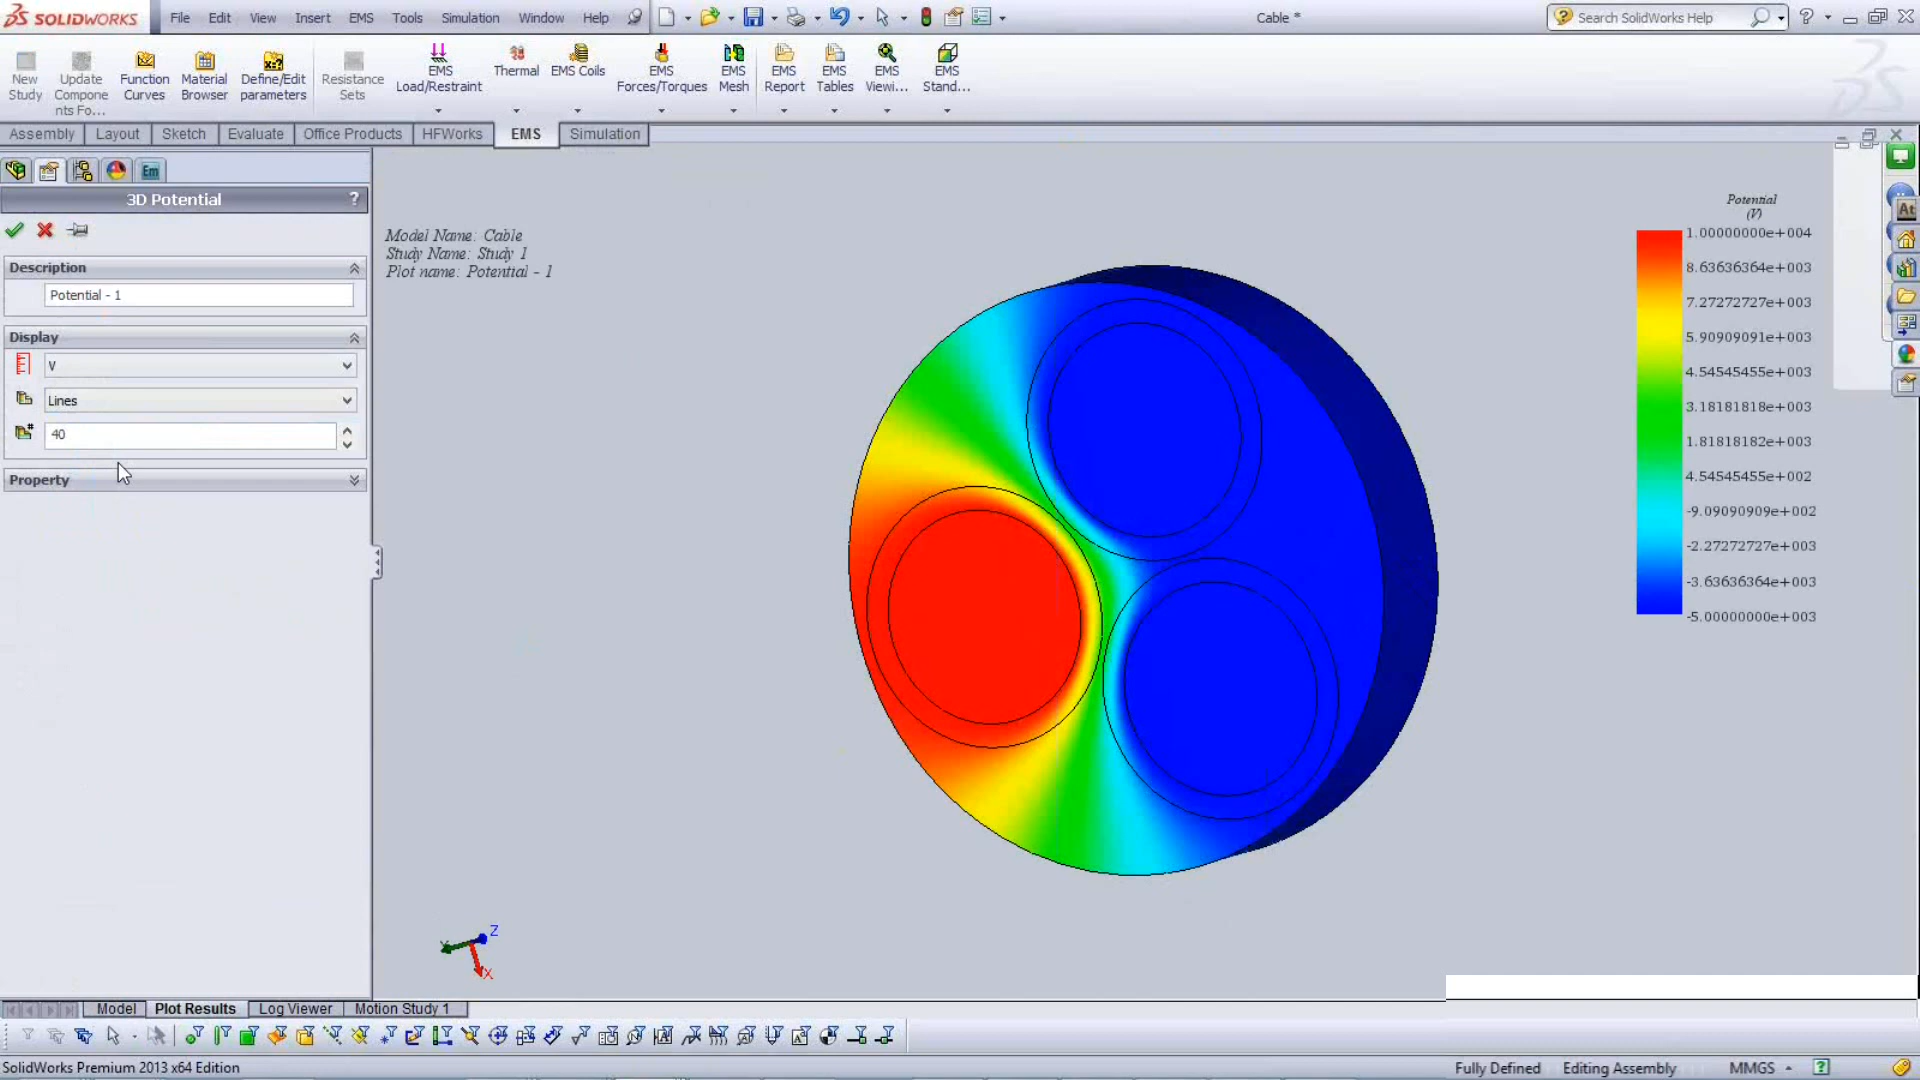 SOLIDWORKS
File Edit View Insert EMS Tools Simulation Window Help
Cable *
Search SolidWorks Help
New Study
Update Compone nts Fo...
Function Curves
Material Browser
Define/Edit parameters
Resistance Sets
EMS Load/Restraint
Thermal
EMS Coils
EMS Forces/Torques
EMS Mesh
EMS Report
EMS Tables
EMS Viewi...
EMS Stand...
Assembly Layout Sketch Evaluate Office Products HFWorks EMS Simulation
Em
3D Potential ?
Description
Potential - 1
Display
V
Lines
40
Property
Model Name: Cable
Study Name: Study 1
Plot name: Potential - 1
Potential
(V)
1.00000000e+004
8.63636364e+003
7.27272727e+003
5.90909091e+003
4.54545455e+003
3.18181818e+003
1.81818182e+003
4.54545455e+002
-9.09090909e+002
-2.27272727e+003
-3.63636364e+003
-5.00000000e+003
At
Z
Y
X
Model Plot Results Log Viewer Motion Study 1
SolidWorks Premium 2013 x64 Edition
Fully Defined Editing Assembly MMGS ?